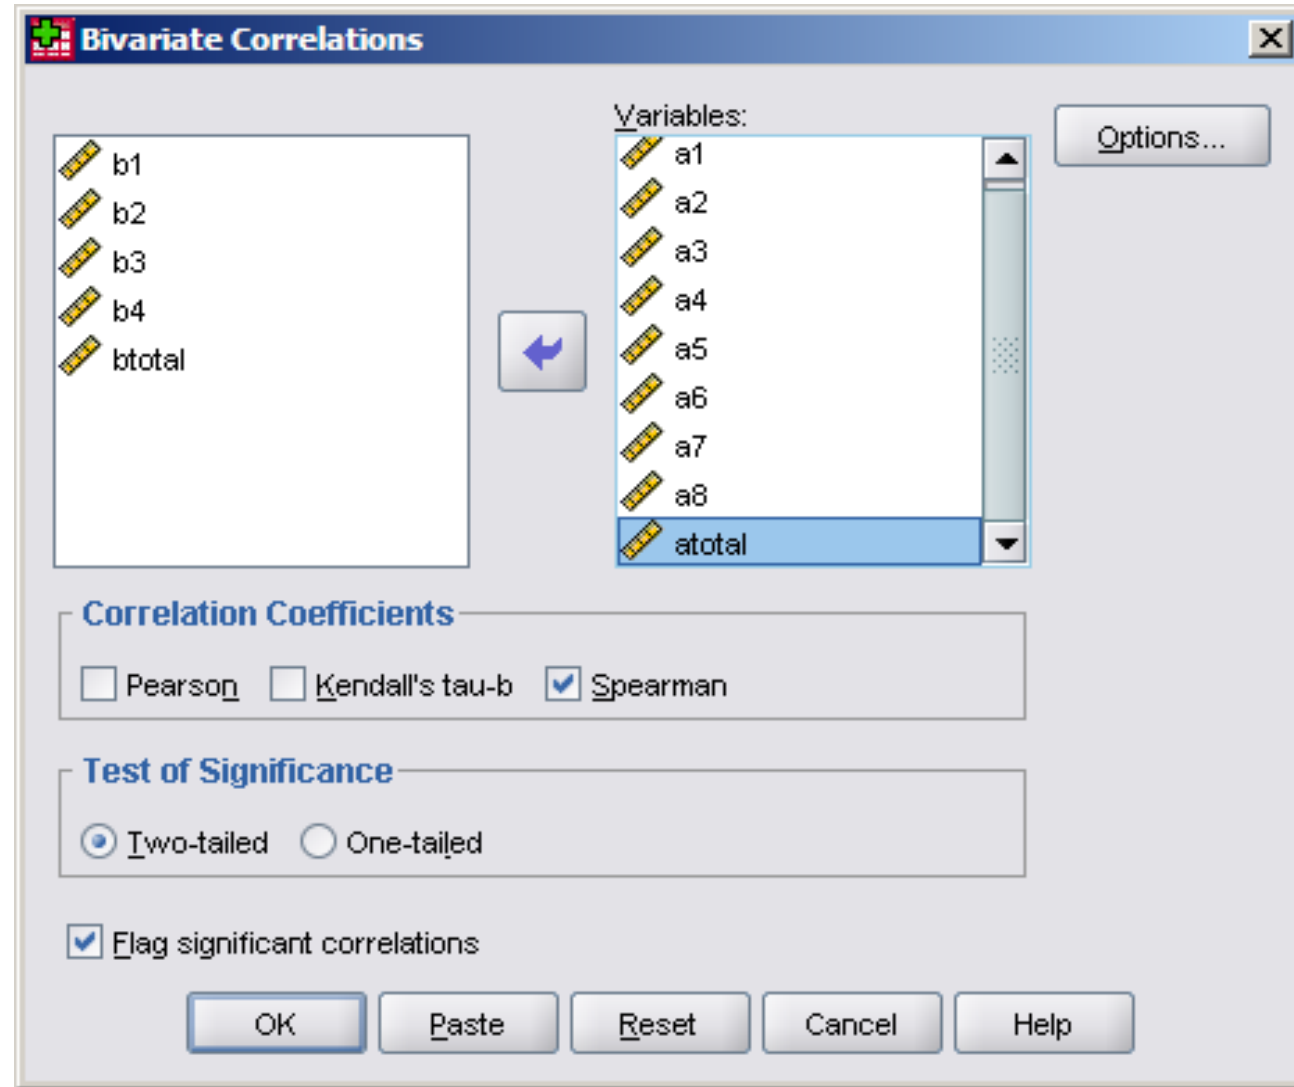 Bivariate Correlations
b1
b2
b3
b4
btotal
Variables:
a1
a2
a3
a4
a5
a6
a7
a8
atotal
Options...
Correlation Coefficients
Pearson Kendall's tau-b Spearman
Test of Significance
Two-tailed One-tailed
Flag significant correlations
OK Paste Reset Cancel Help